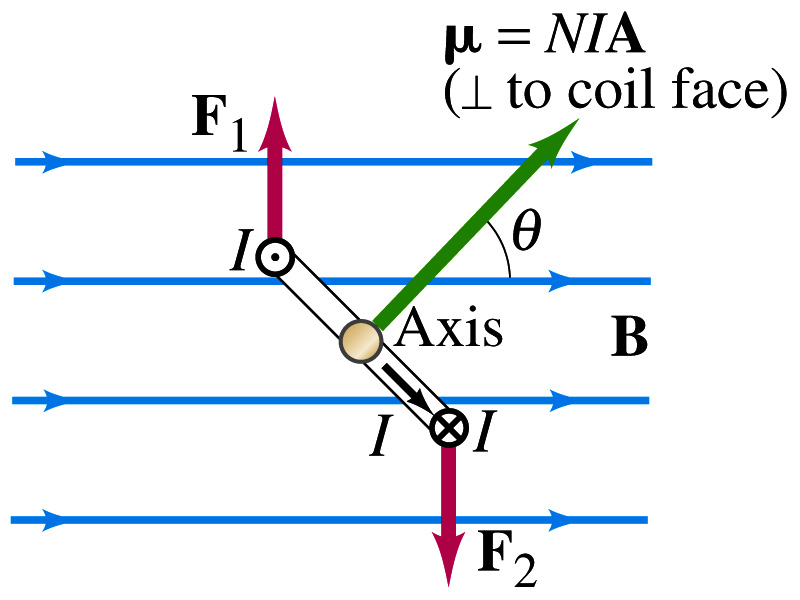 μ = NIA
(⊥ to coil face)
F₁
I
θ
Axis
B
I
I
F₂